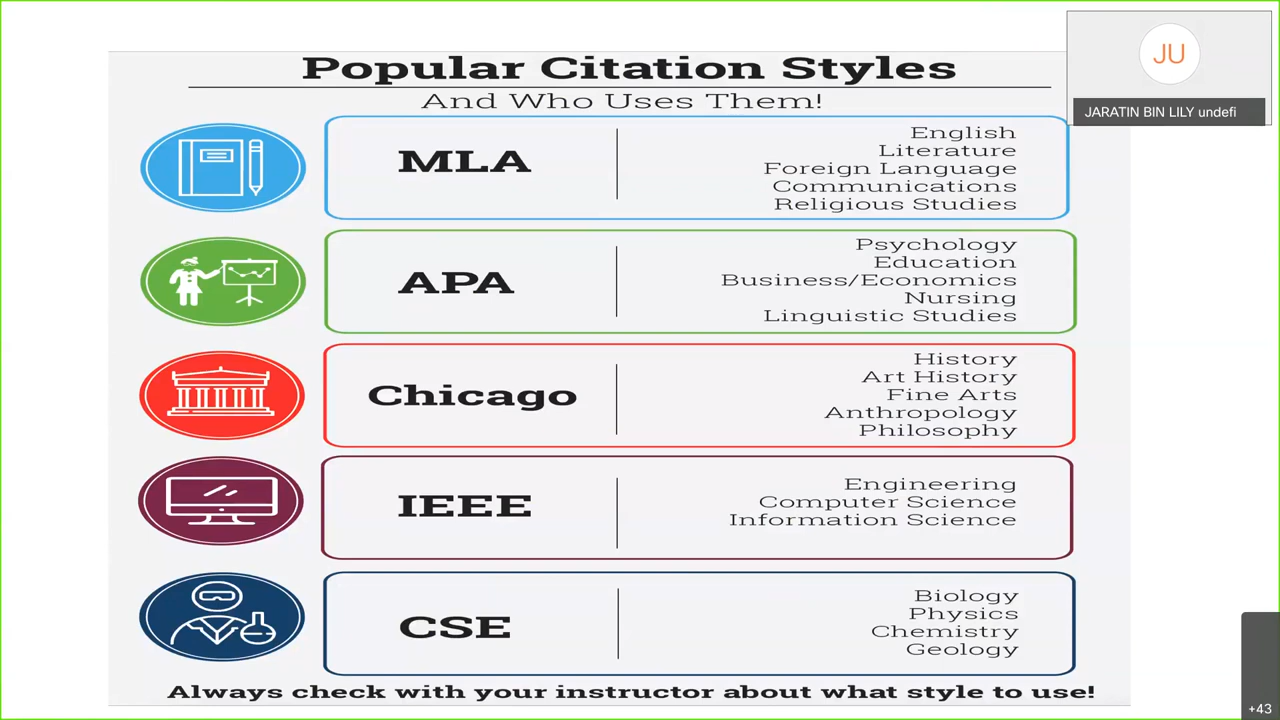 Popular Citation Styles
And Who Uses Them!
JU
JARATIN BIN LILY undefi
MLA
English
Literature
Foreign Language
Communications
Religious Studies
APA
Psychology
Education
Business/Economics
Nursing
Linguistic Studies
Chicago
History
Art History
Fine Arts
Anthropology
Philosophy
IEEE
Engineering
Computer Science
Information Science
CSE
Biology
Physics
Chemistry
Geology
Always check with your instructor about what style to use!
+43